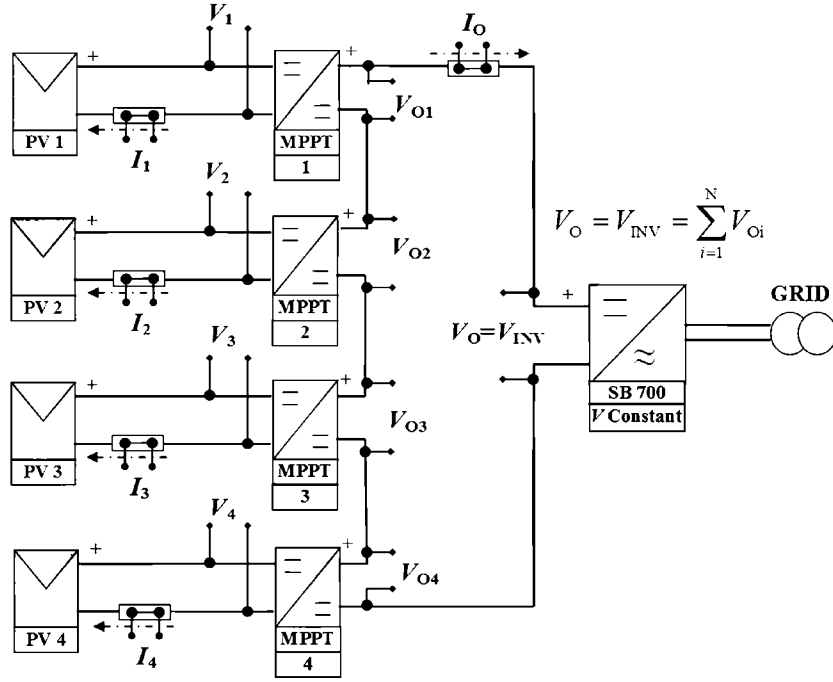 V1
IO
+
+
VO1
PV 1
I1
MPPT
1
V2
+
+
VO2
PV 2
I2
MPPT
2
VO = VINV = ∑ N i=1 VOi
V3
+
GRID
VO=VINV
≈
+
+
SB 700
V Constant
VO3
PV 3
I3
MPPT
3
V4
+
+
VO4
PV 4
I4
MPPT
4